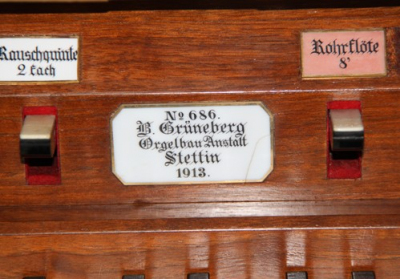 Rauschquinte
2 fach
Rohrflöte
8'
No 686.
B. Grüneberg
Orgelbau Anstalt
Stettin
1913.